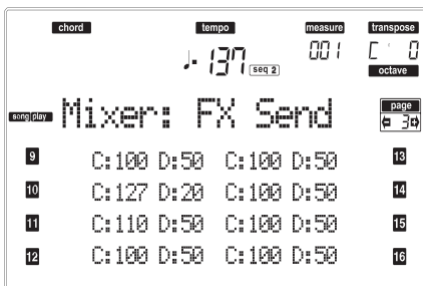 chord tempo measure transpose
♩. 137 seq 2 001 C 0
octave
song play Mixer: FX Send page
3
9 C:100 D:50 C:100 D:50 13
10 C:127 D:20 C:100 D:50 14
11 C:110 D:50 C:100 D:50 15
12 C:100 D:50 C:100 D:50 16